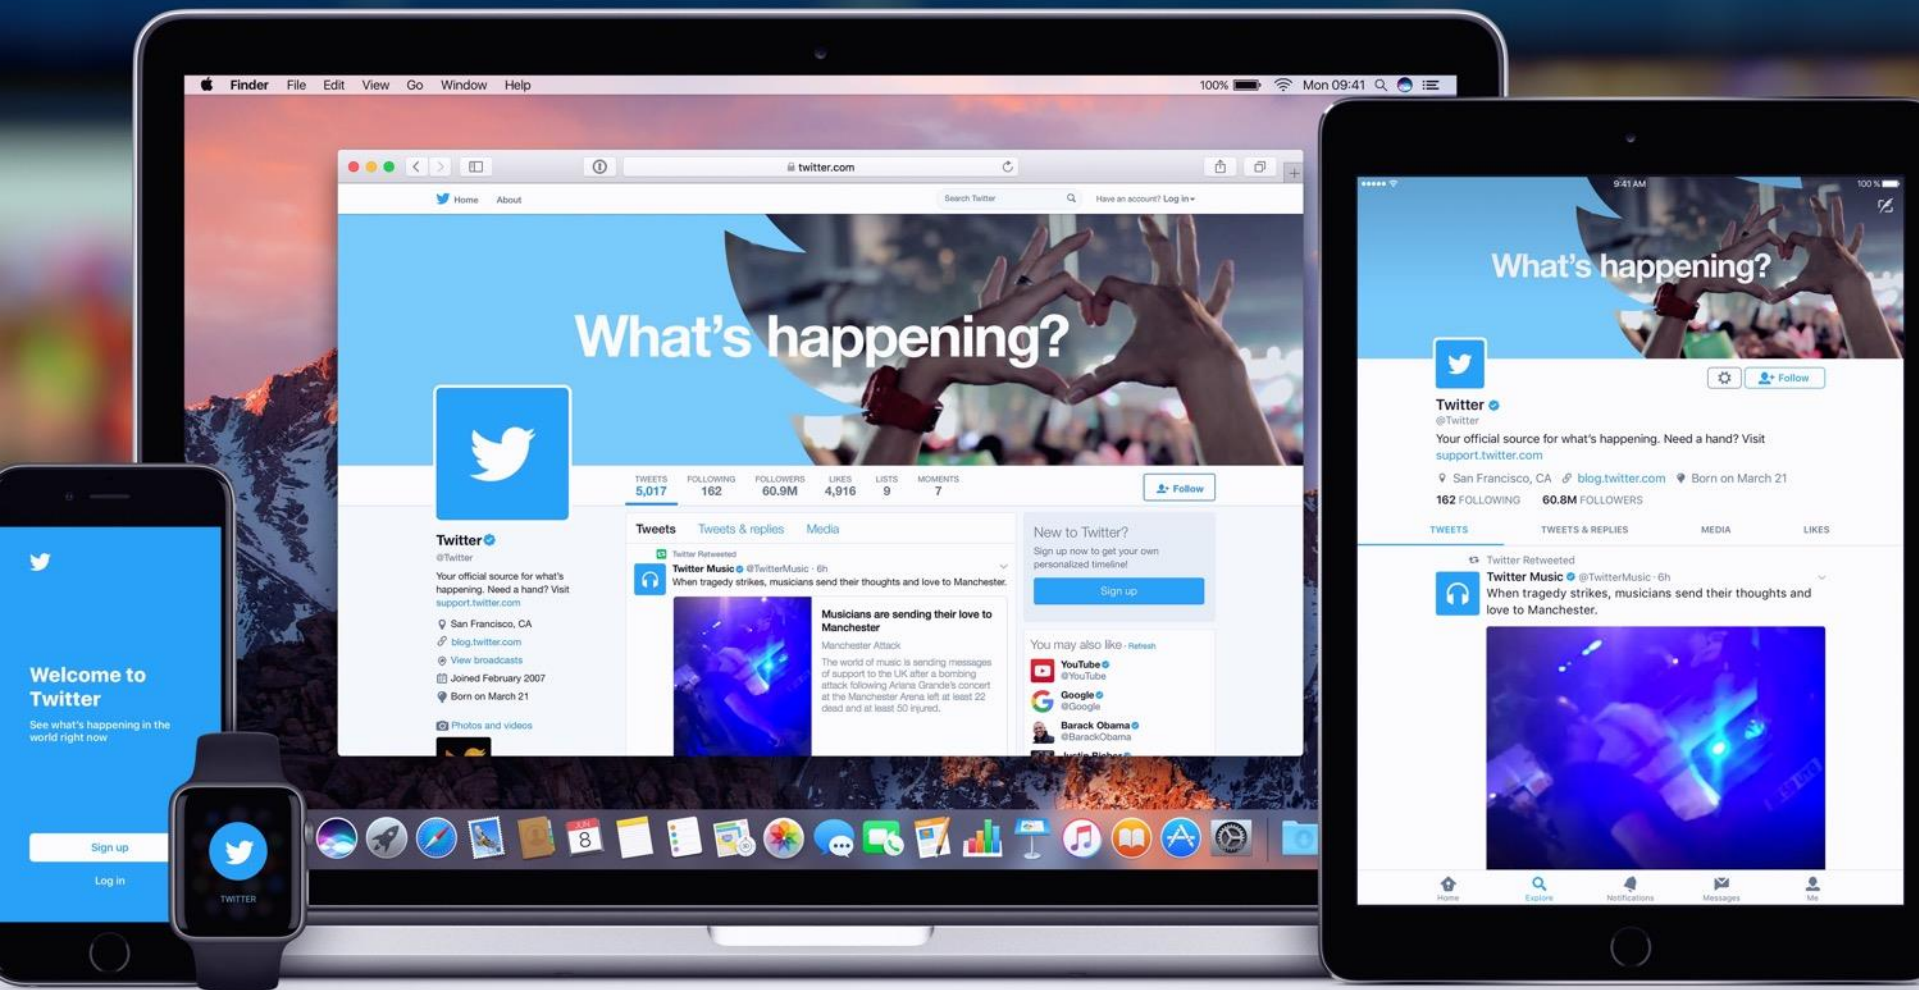 Finder File Edit View Go Window Help
100% Mon 09:41
twitter.com
Home About
Search Twitter
Have an account? Log in
What's happening?
TWEETS FOLLOWING FOLLOWERS LIKES LISTS MOMENTS
5,017 162 60.9M 4,916 9 7
Follow
Twitter
@Twitter
Your official source for what's
happening. Need a hand? Visit
support.twitter.com
San Francisco, CA
blog.twitter.com
View broadcasts
Joined February 2007
Born on March 21
Photos and videos
Tweets Tweets & replies Media
Twitter Retweeted
Twitter Music @TwitterMusic · 6h
When tragedy strikes, musicians send their thoughts and love to Manchester.
Musicians are sending their love to
Manchester
Manchester Attack
The world of music is sending messages
of support to the UK after a bombing
attack following Ariana Grande's concert
at the Manchester Arena left at least 22
dead and at least 50 injured.
New to Twitter?
Sign up now to get your own
personalized timeline!
Sign up
You may also like · Refresh
YouTube
@YouTube
Google
@Google
Barack Obama
@BarackObama
Justin Bieber
JUN
8
Welcome to
Twitter
See what's happening in the
world right now
Sign up
Log in
TWITTER
9:41 AM 100 %
What's happening?
Follow
Twitter
@Twitter
Your official source for what's happening. Need a hand? Visit
support.twitter.com
San Francisco, CA blog.twitter.com Born on March 21
162 FOLLOWING 60.8M FOLLOWERS
TWEETS TWEETS & REPLIES MEDIA LIKES
Twitter Retweeted
Twitter Music @TwitterMusic · 6h
When tragedy strikes, musicians send their thoughts and
love to Manchester.
Home Explore Notifications Messages Me